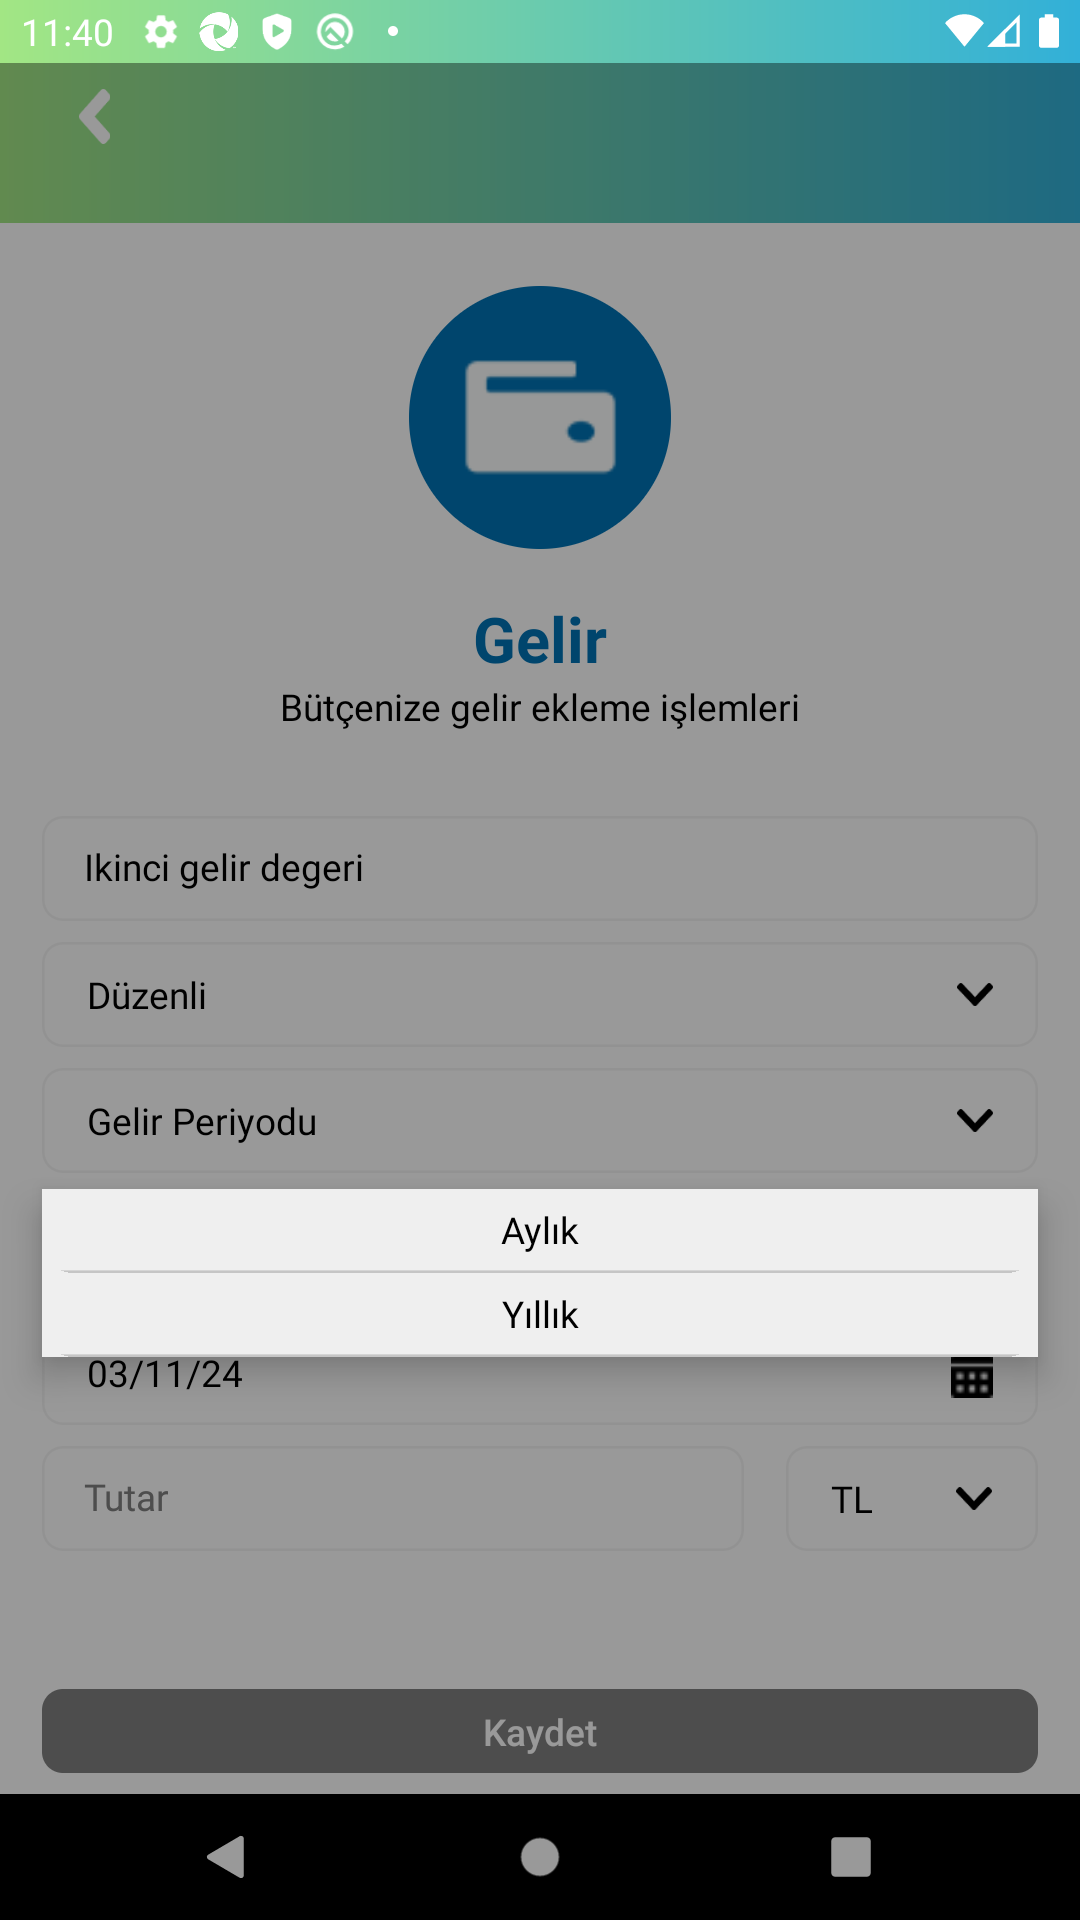 11:40
Gelir
Bütçenize gelir ekleme işlemleri
Ikinci gelir degeri
Düzenli
Gelir Periyodu
Aylık
Yıllık
03/11/24
Tutar
TL
Kaydet